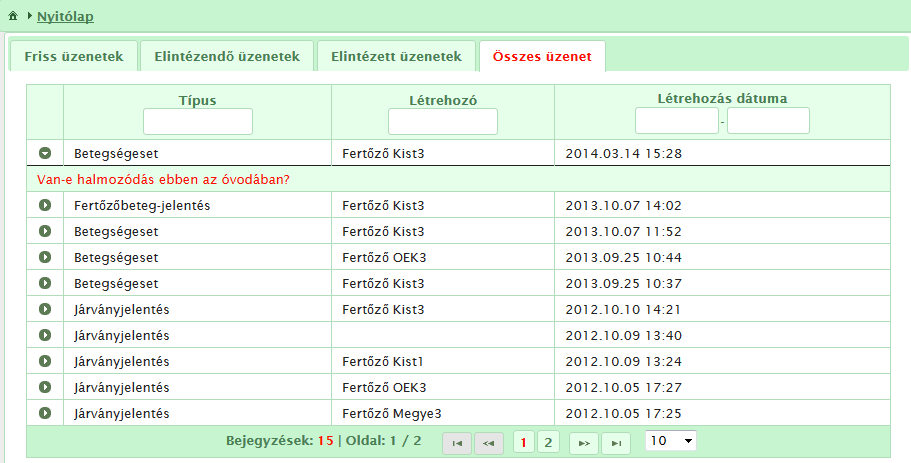 Nyitólap
Friss üzenetek Elintézendő üzenetek Elintézett üzenetek Összes üzenet
Típus Létrehozó Létrehozás dátuma
-
Betegségeset Fertőző Kist3 2014.03.14 15:28
Van-e halmozódás ebben az óvodában?
Fertőzőbeteg-jelentés Fertőző Kist3 2013.10.07 14:02
Betegségeset Fertőző Kist3 2013.10.07 11:52
Betegségeset Fertőző OEK3 2013.09.25 10:44
Betegségeset Fertőző Kist3 2013.09.25 10:37
Járványjelentés Fertőző Kist3 2012.10.10 14:21
Járványjelentés 2012.10.09 13:40
Járványjelentés Fertőző Kist1 2012.10.09 13:24
Járványjelentés Fertőző OEK3 2012.10.05 17:27
Járványjelentés Fertőző Megye3 2012.10.05 17:25
Bejegyzések: 15 | Oldal: 1 / 2 1 2 10